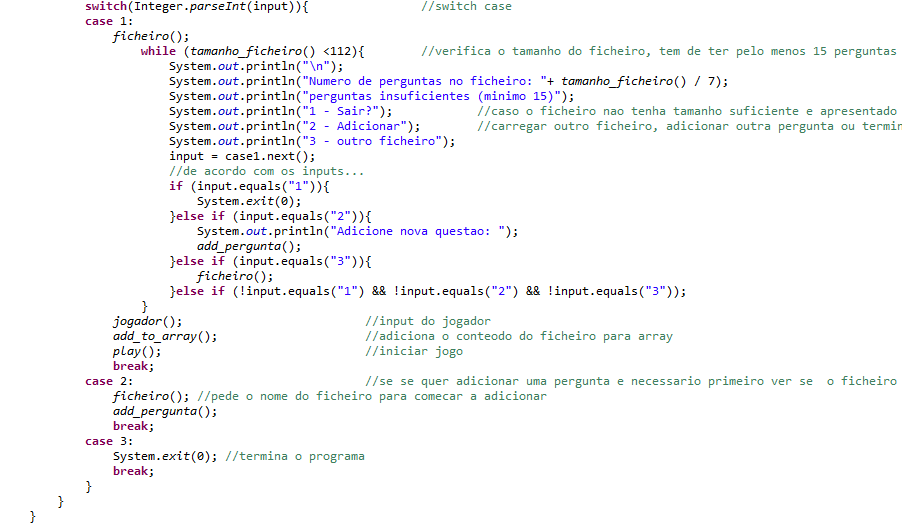 switch(Integer.parseInt(input)){ //switch case
case 1:
ficheiro();
while (tamanho_ficheiro() <112){ //verifica o tamanho do ficheiro, tem de ter pelo menos 15 perguntas
System.out.println("\n");
System.out.println("Numero de perguntas no ficheiro: "+ tamanho_ficheiro() / 7);
System.out.println("perguntas insuficientes (minimo 15)");
System.out.println("1 - Sair?"); //caso o ficheiro nao tenha tamanho suficiente e apresentado
System.out.println("2 - Adicionar"); //carregar outro ficheiro, adicionar outra pergunta ou termin
System.out.println("3 - outro ficheiro");
input = case1.next();
//de acordo com os inputs...
if (input.equals("1")){
System.exit(0);
}else if (input.equals("2")){
System.out.println("Adicione nova questao: ");
add_pergunta();
}else if (input.equals("3")){
ficheiro();
}else if (!input.equals("1") && !input.equals("2") && !input.equals("3"));
}
jogador(); //input do jogador
add_to_array(); //adiciona o conteodo do ficheiro para array
play(); //iniciar jogo
break;
case 2: //se se quer adicionar uma pergunta e necessario primeiro ver se  o ficheiro
ficheiro(); //pede o nome do ficheiro para comecar a adicionar
add_pergunta();
break;
case 3:
System.exit(0); //termina o programa
break;
}
}
}